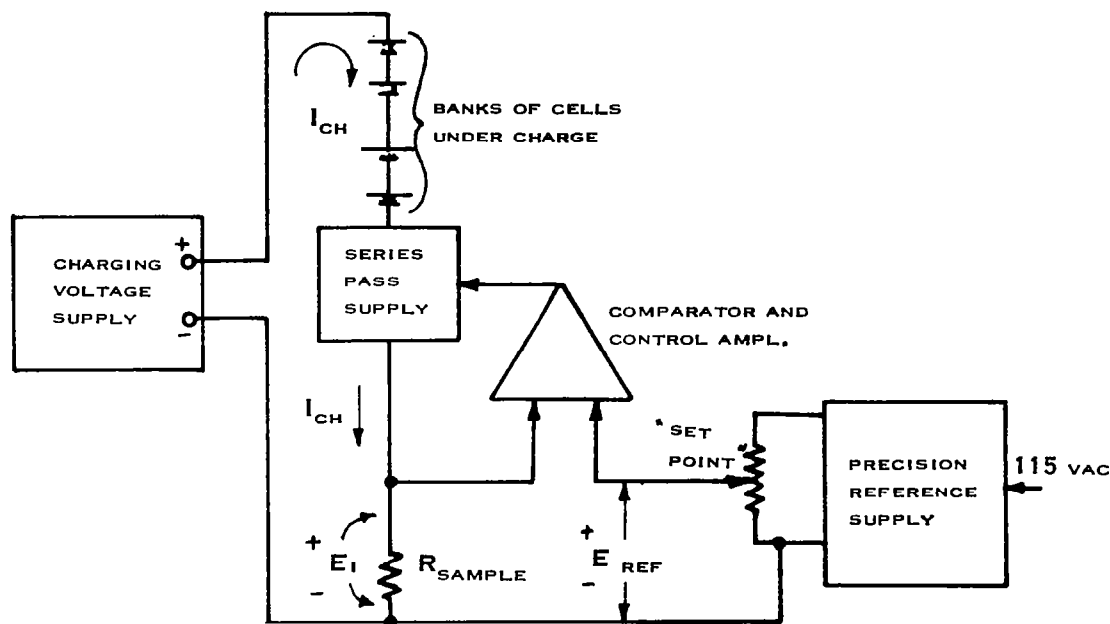 I CH
BANKS OF CELLS
UNDER CHARGE
CHARGING
VOLTAGE
SUPPLY
+
-
SERIES
PASS
SUPPLY
COMPARATOR AND
CONTROL AMPL.
I CH
"SET
POINT"
PRECISION
REFERENCE
SUPPLY
115 VAC
+
E1
-
R SAMPLE
+
E REF
-